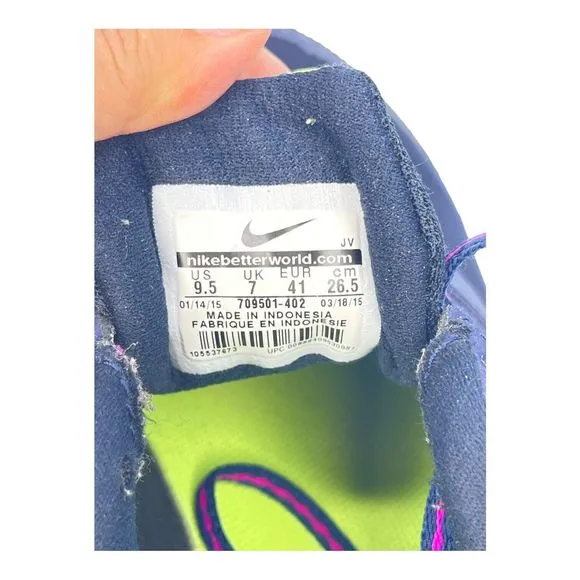 JV
nikebetterworld.com
US UK EUR cm
9.5 7 41 26.5
01/14/15 709501-402 03/18/15
MADE IN INDONESIA
FABRIQUE EN INDONESIE
105537673 UPC